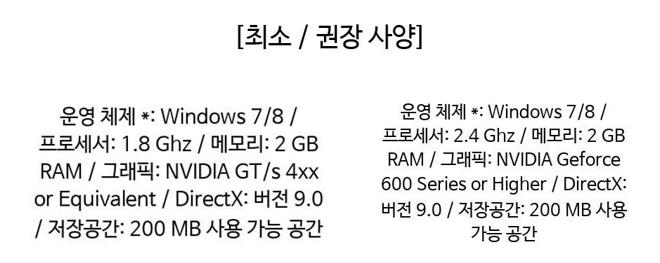 [최소 / 권장 사양]
운영 체제 *: Windows 7/8 /
프로세서: 1.8 Ghz / 메모리: 2 GB
RAM / 그래픽: NVIDIA GT/s 4xx
or Equivalent / DirectX: 버전 9.0
/ 저장공간: 200 MB 사용 가능 공간
운영 체제 *: Windows 7/8 /
프로세서: 2.4 Ghz / 메모리: 2 GB
RAM / 그래픽: NVIDIA Geforce
600 Series or Higher / DirectX:
버전 9.0 / 저장공간: 200 MB 사용
가능 공간